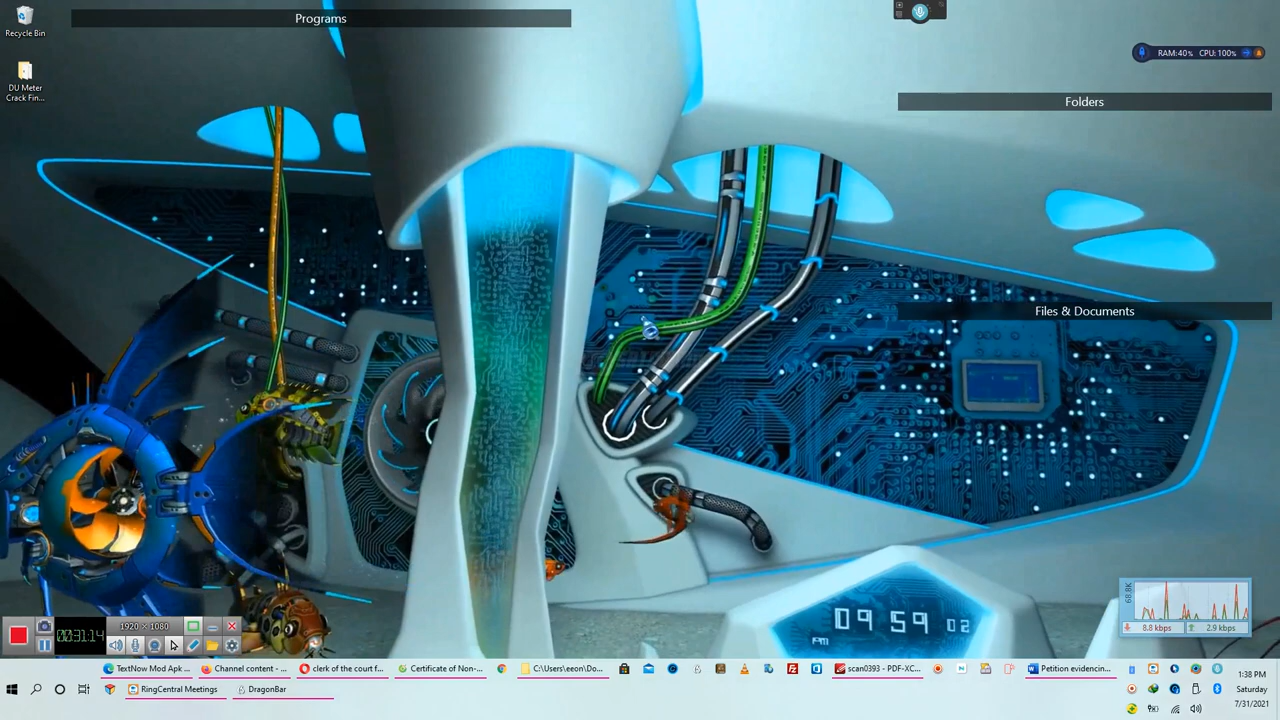 Recycle Bin
DU Meter
Crack Fin...
Programs
RAM:40% CPU: 100%
Folders
Files & Documents
09 59 02
PM
68.8K
8.8 kbps
2.9 kbps
1920 × 1080
00:31:14
TextNow Mod Apk ...
Channel content - ...
clerk of the court f...
Certificate of Non-...
C:\Users\eeon\Do...
scan0393 - PDF-XC...
Petition evidencin...
1:38 PM
RingCentral Meetings
DragonBar
Saturday
7/31/2021